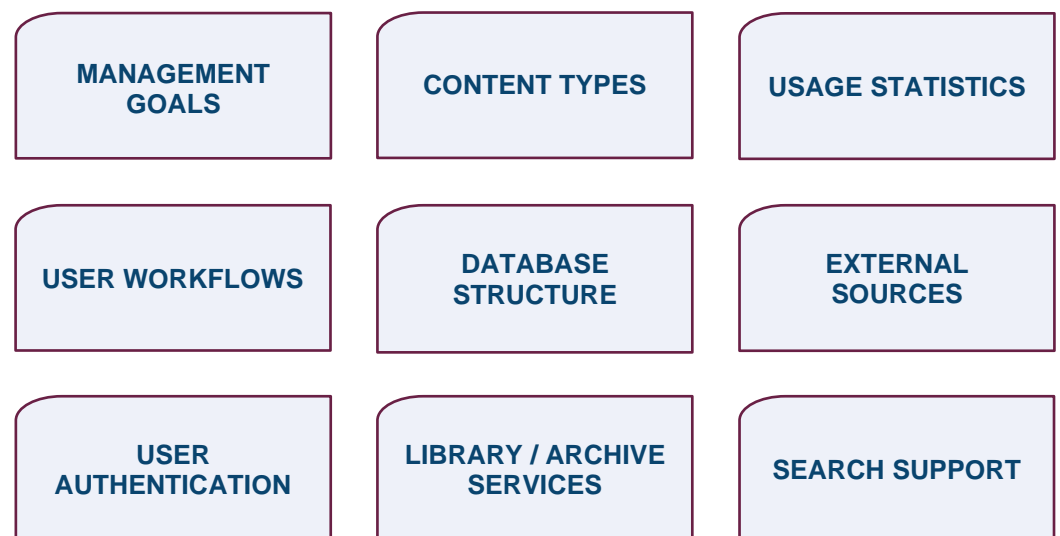 MANAGEMENT
GOALS
CONTENT TYPES
USAGE STATISTICS
USER WORKFLOWS
DATABASE
STRUCTURE
EXTERNAL
SOURCES
USER
AUTHENTICATION
LIBRARY / ARCHIVE
SERVICES
SEARCH SUPPORT